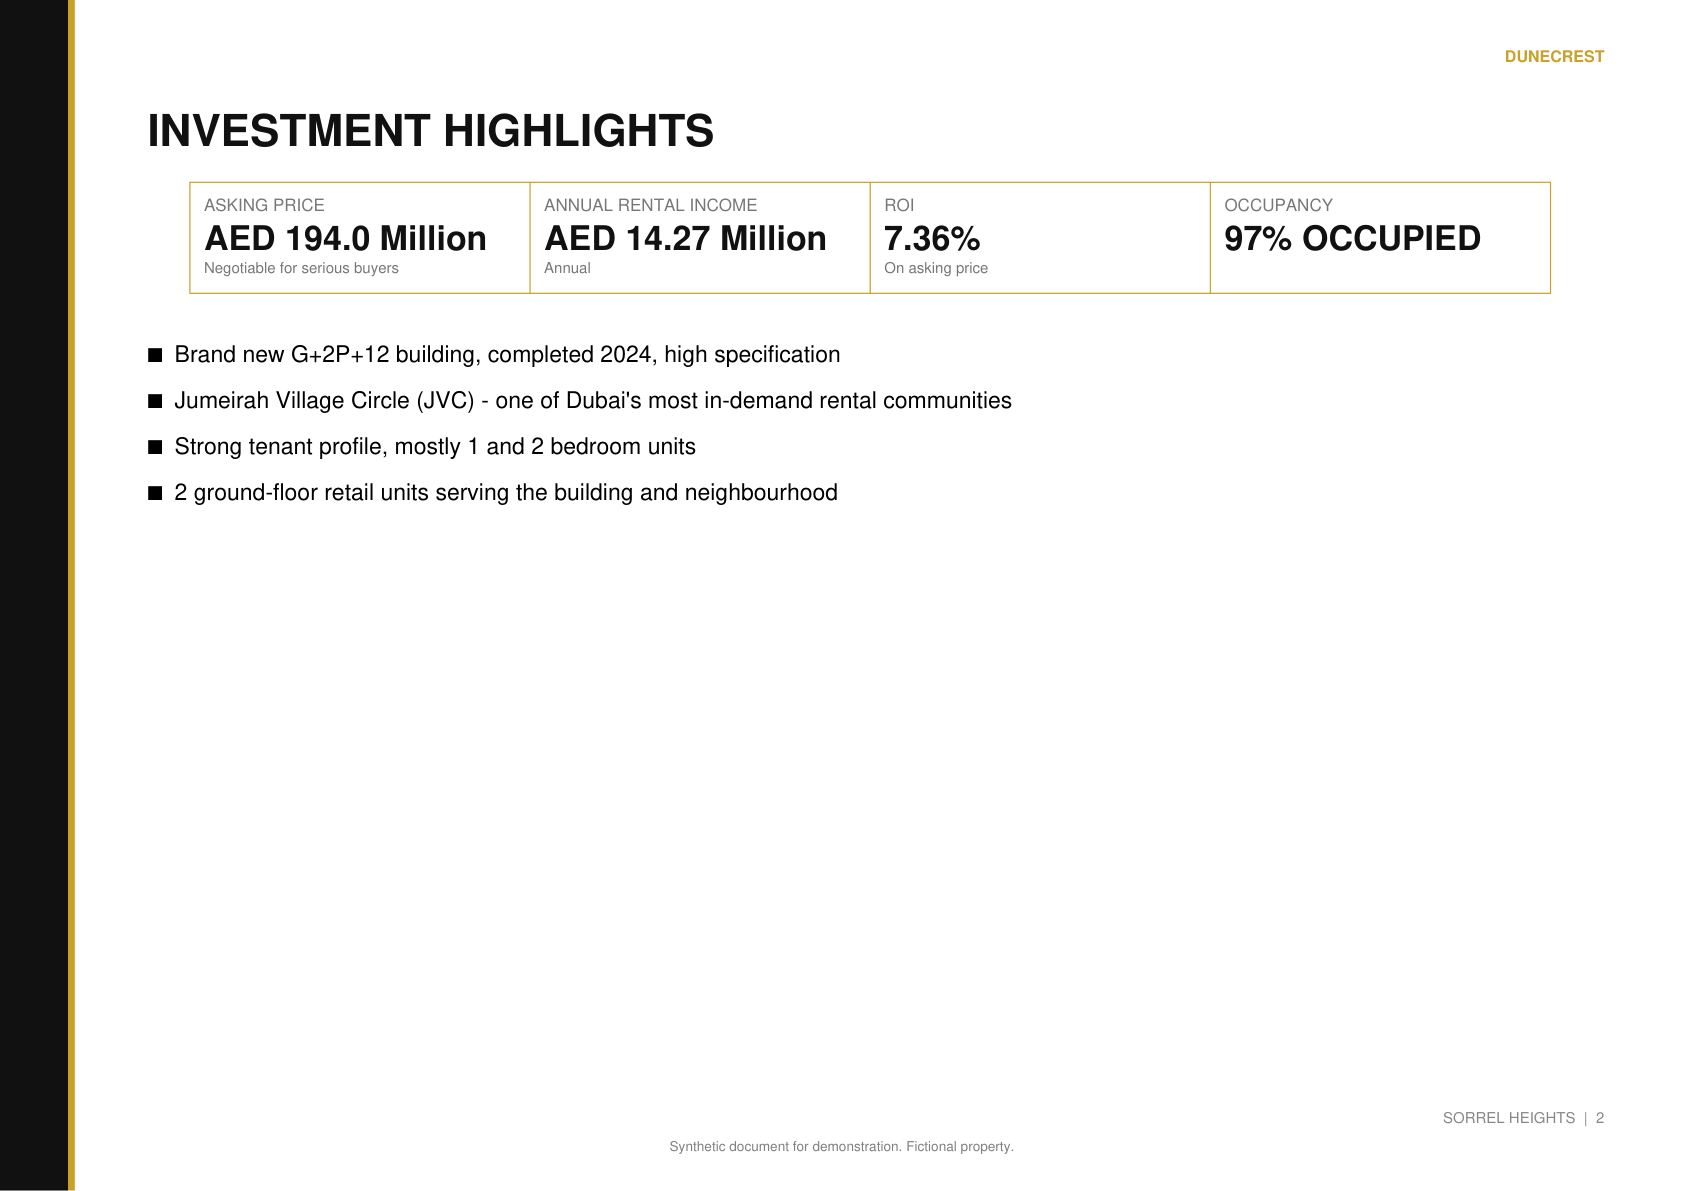 DUNECREST
INVESTMENT HIGHLIGHTS
ASKING PRICE
AED 194.0 Million
Negotiable for serious buyers
ANNUAL RENTAL INCOME
AED 14.27 Million
Annual
ROI
7.36%
On asking price
OCCUPANCY
97% OCCUPIED
■ Brand new G+2P+12 building, completed 2024, high specification
■ Jumeirah Village Circle (JVC) - one of Dubai's most in-demand rental communities
■ Strong tenant profile, mostly 1 and 2 bedroom units
■ 2 ground-floor retail units serving the building and neighbourhood
SORREL HEIGHTS | 2
Synthetic document for demonstration. Fictional property.